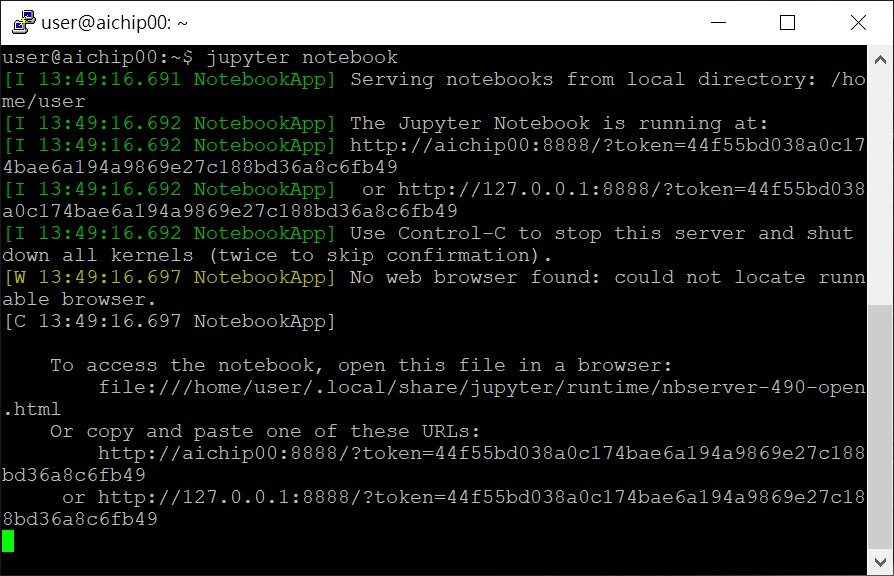 user@aichip00: ~
user@aichip00:~$ jupyter notebook
[I 13:49:16.691 NotebookApp] Serving notebooks from local directory: /ho
me/user
[I 13:49:16.692 NotebookApp] The Jupyter Notebook is running at:
[I 13:49:16.692 NotebookApp] http://aichip00:8888/?token=44f55bd038a0c17
4bae6a194a9869e27c188bd36a8c6fb49
[I 13:49:16.692 NotebookApp]  or http://127.0.0.1:8888/?token=44f55bd038
a0c174bae6a194a9869e27c188bd36a8c6fb49
[I 13:49:16.692 NotebookApp] Use Control-C to stop this server and shut
down all kernels (twice to skip confirmation).
[W 13:49:16.697 NotebookApp] No web browser found: could not locate runn
able browser.
[C 13:49:16.697 NotebookApp]
To access the notebook, open this file in a browser:
file:///home/user/.local/share/jupyter/runtime/nbserver-490-open
.html
Or copy and paste one of these URLs:
http://aichip00:8888/?token=44f55bd038a0c174bae6a194a9869e27c188
bd36a8c6fb49
or http://127.0.0.1:8888/?token=44f55bd038a0c174bae6a194a9869e27c18
8bd36a8c6fb49